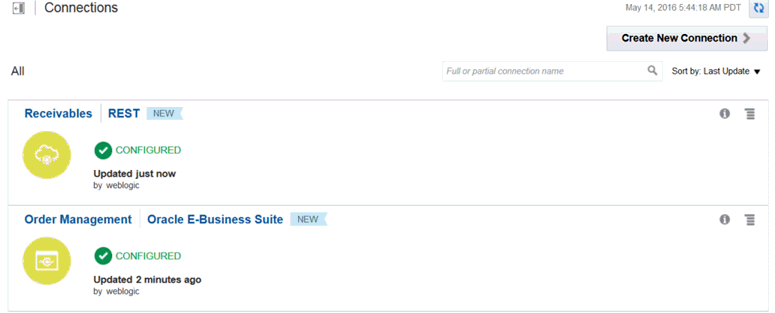 Connections
May 14, 2016 5:44:18 AM PDT
Create New Connection
All
Full or partial connection name
Sort by: Last Update
Receivables REST NEW
CONFIGURED
Updated just now
by weblogic
Order Management Oracle E-Business Suite NEW
CONFIGURED
Updated 2 minutes ago
by weblogic